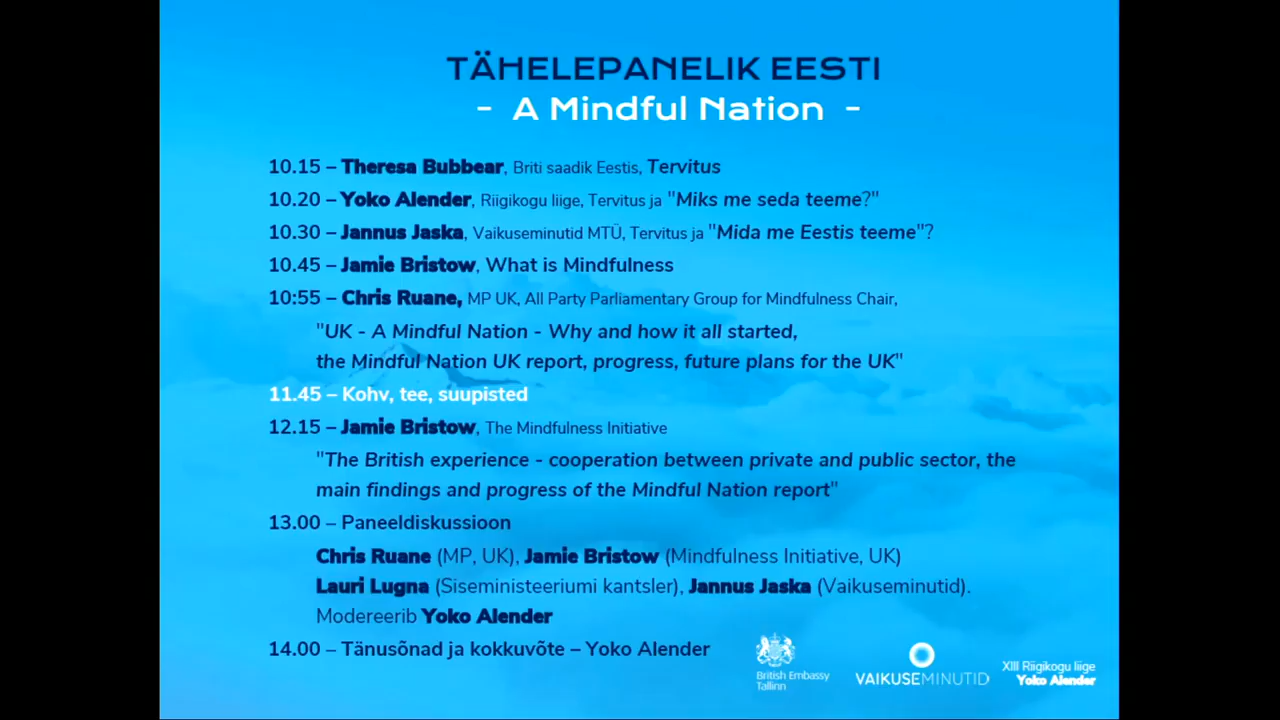 TÄHELEPANELIK EESTI
- A Mindful Nation -
10.15 – Theresa Bubbear, Briti saadik Eestis, Tervitus
10.20 – Yoko Alender, Riigikogu liige, Tervitus ja "Miks me seda teeme?"
10.30 – Jannus Jaska, Vaikuseminutid MTÜ, Tervitus ja "Mida me Eestis teeme"?
10.45 – Jamie Bristow, What is Mindfulness
10:55 – Chris Ruane, MP UK, All Party Parliamentary Group for Mindfulness Chair,
"UK - A Mindful Nation - Why and how it all started,
the Mindful Nation UK report, progress, future plans for the UK"
11.45 – Kohv, tee, suupisted
12.15 – Jamie Bristow, The Mindfulness Initiative
"The British experience - cooperation between private and public sector, the
main findings and progress of the Mindful Nation report"
13.00 – Paneeldiskussioon
Chris Ruane (MP, UK), Jamie Bristow (Mindfulness Initiative, UK)
Lauri Lugna (Siseministeeriumi kantsler), Jannus Jaska (Vaikuseminutid).
Modereerib Yoko Alender
14.00 – Tänusõnad ja kokkuvõte – Yoko Alender
British Embassy
Tallinn
VAIKUSEMINUTID
XIII Riigikogu liige
Yoko Alender